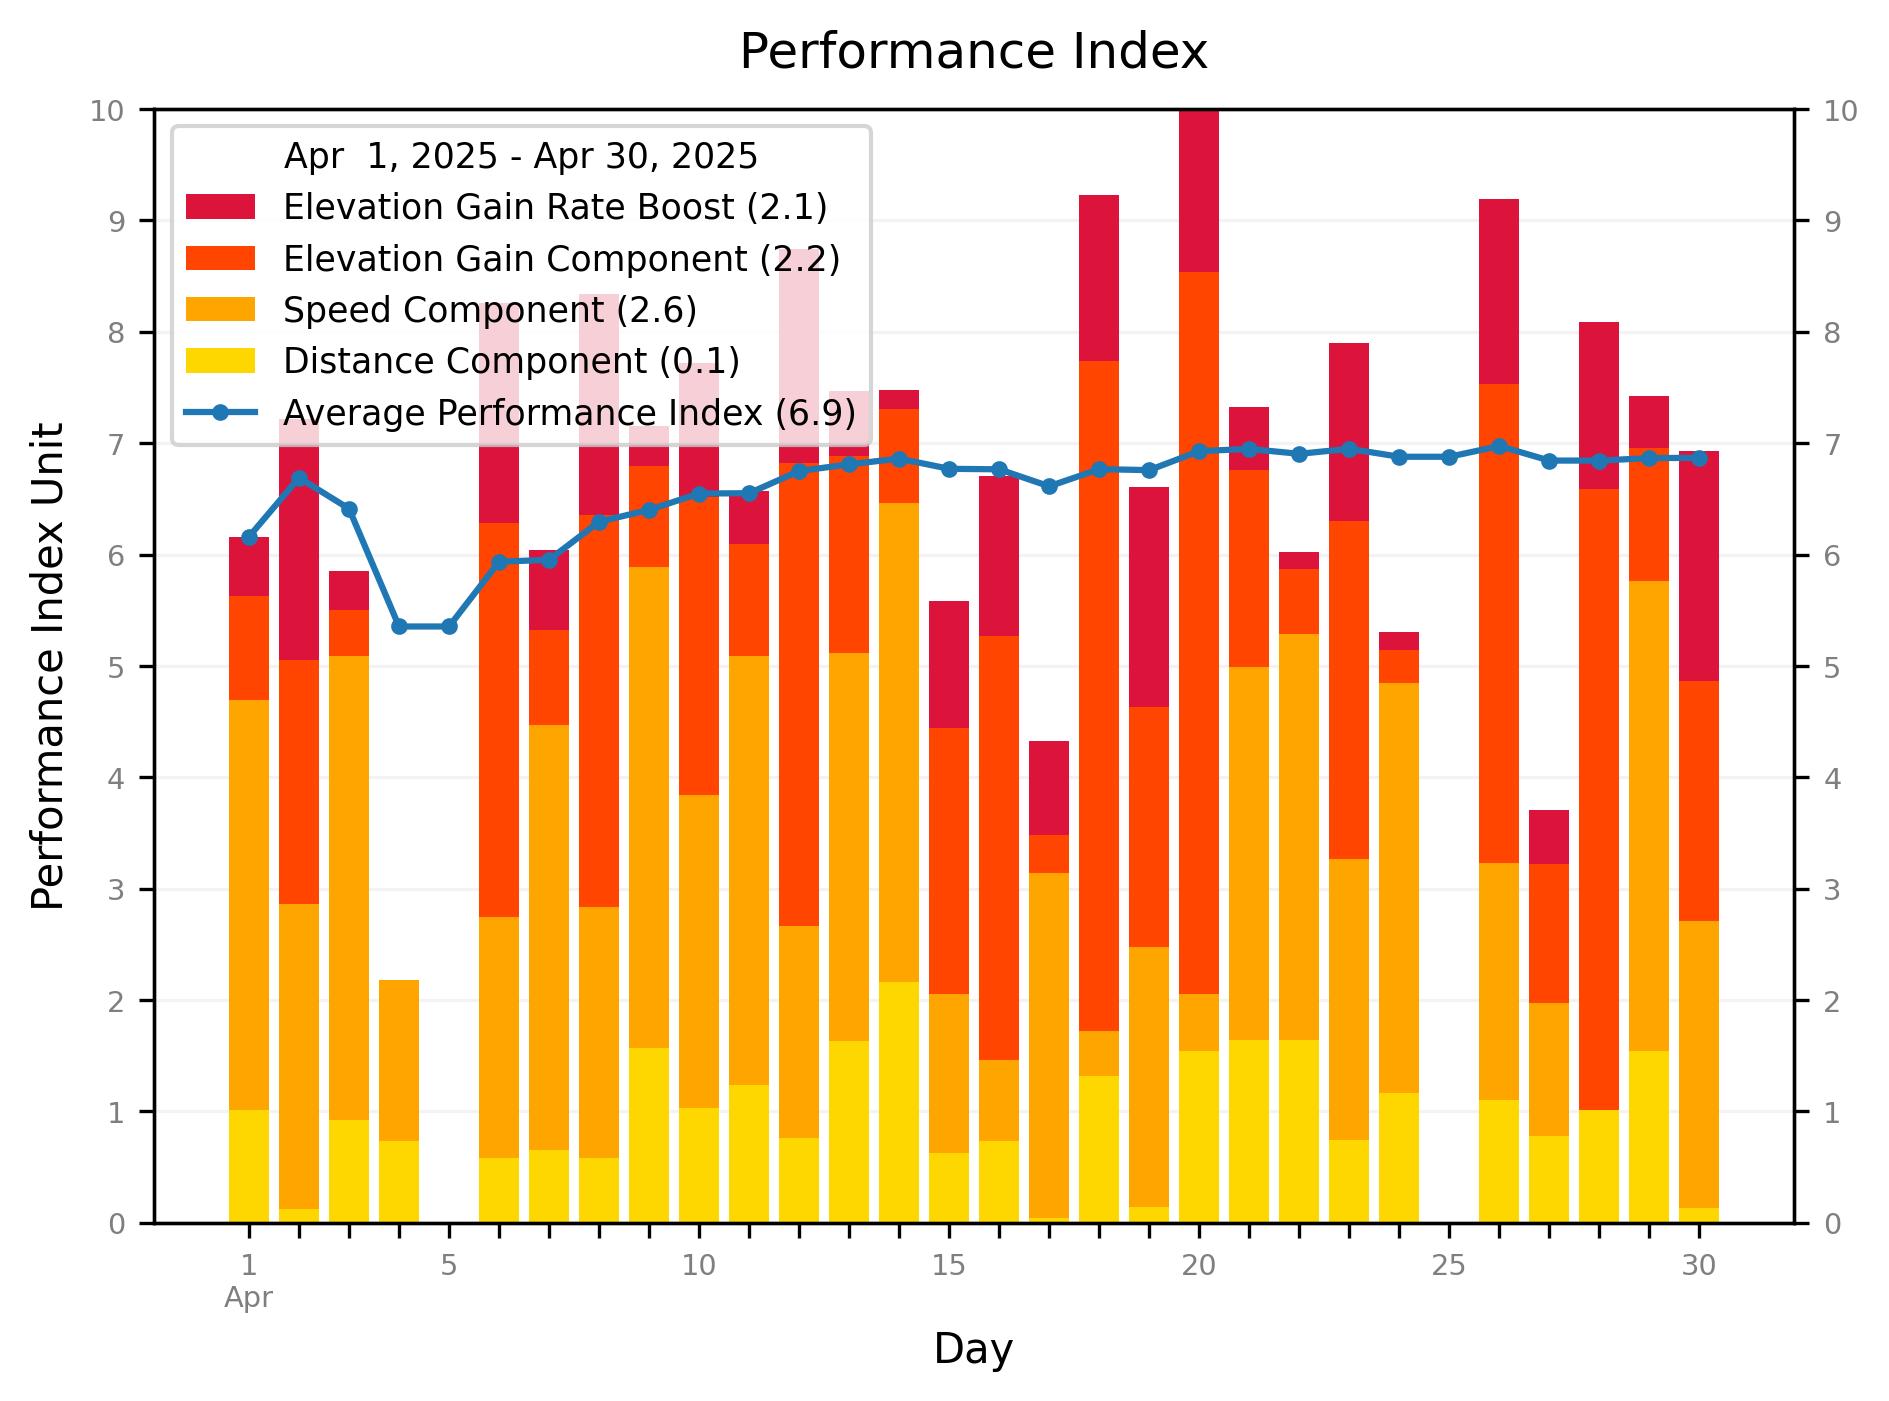 Performance Index
Apr  1, 2025 - Apr 30, 2025
Elevation Gain Rate Boost (2.1)
Elevation Gain Component (2.2)
Speed Component (2.6)
Distance Component (0.1)
Average Performance Index (6.9)
Performance Index Unit
10
9
8
7
6
5
4
3
2
1
0
10
9
8
7
6
5
4
3
2
1
0
1 5 10 15 20 25 30
Apr
Day